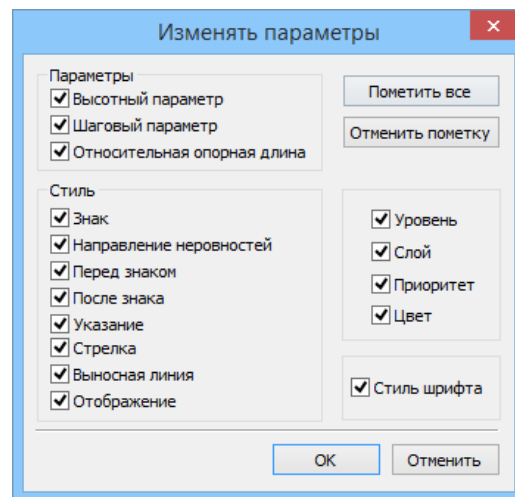 Изменять параметры
Параметры
Высотный параметр
Шаговый параметр
Относительная опорная длина
Пометить все
Отменить пометку
Стиль
Знак
Направление неровностей
Перед знаком
После знака
Указание
Стрелка
Выносная линия
Отображение
Уровень
Слой
Приоритет
Цвет
Стиль шрифта
OK
Отменить